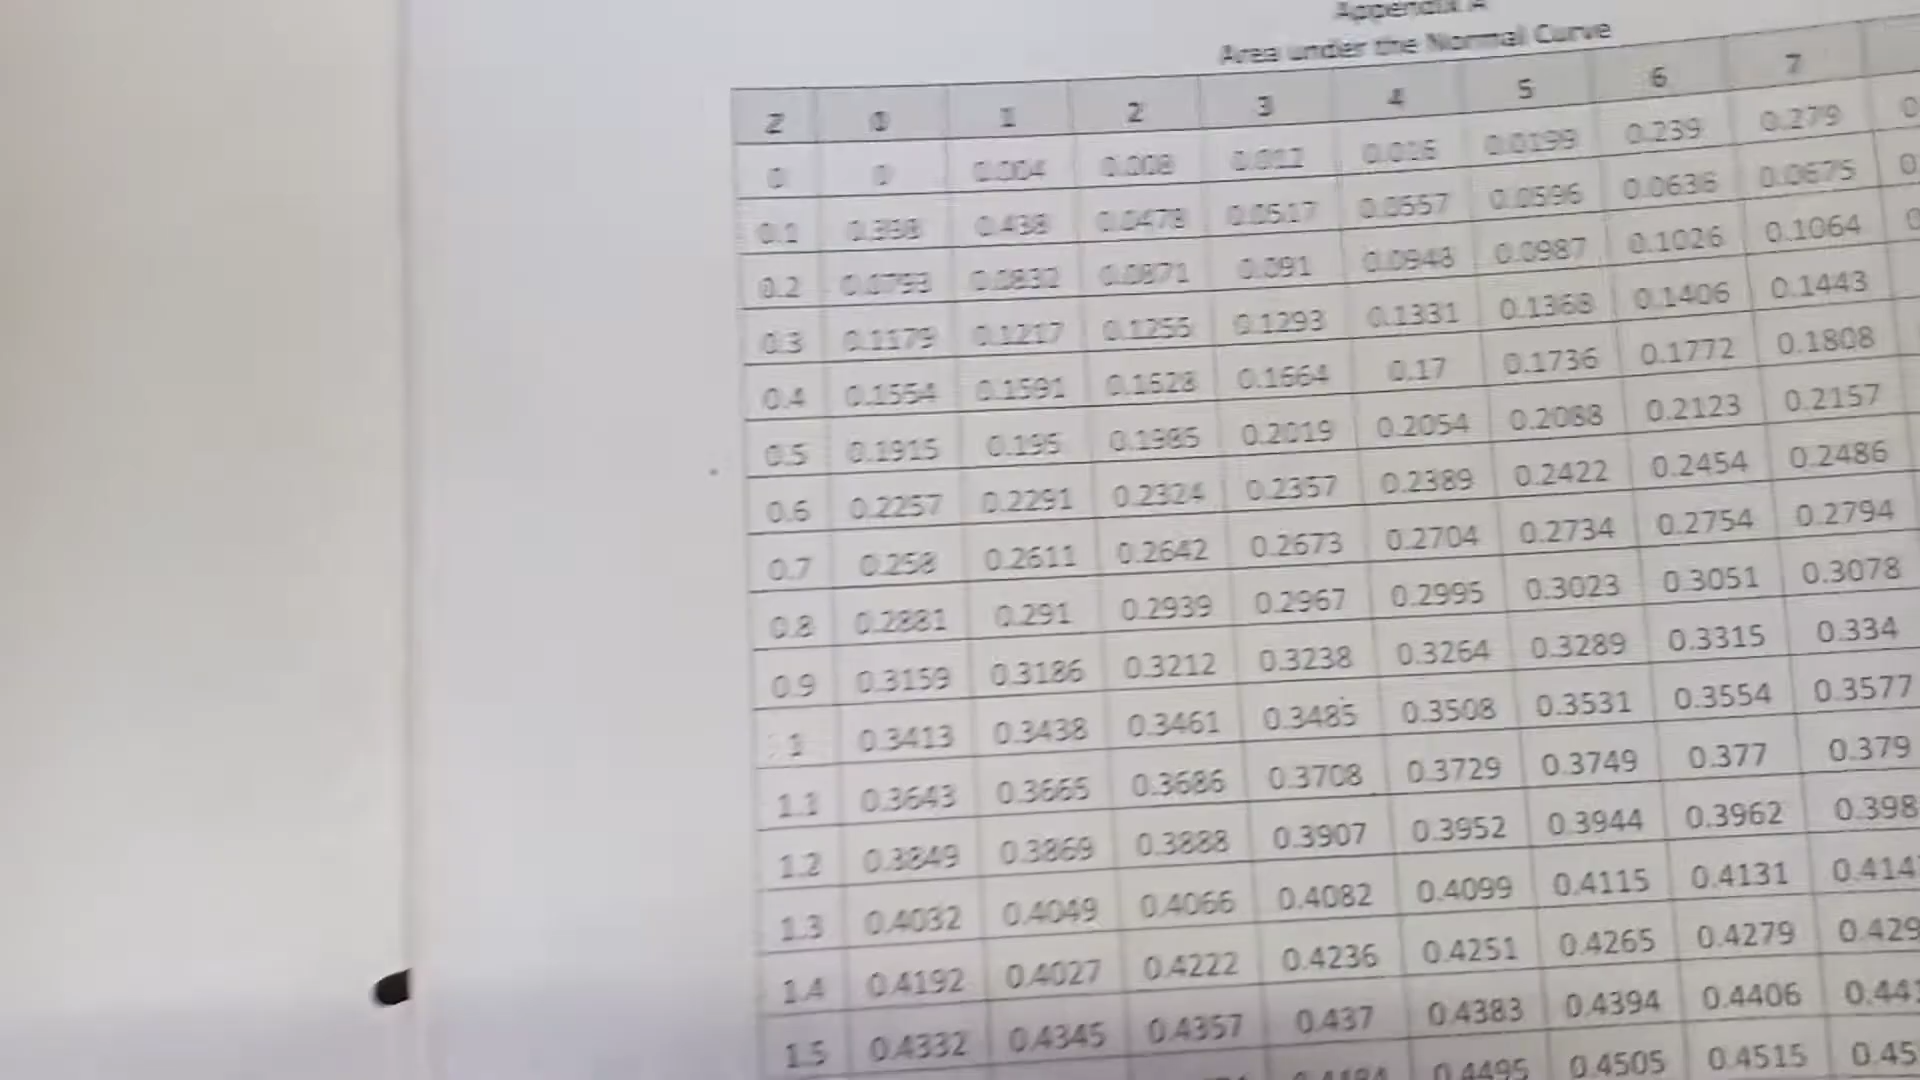 Appendix A
Area under the Normal Curve
Z 0 1 2 3 4 5 6 7
0 0 0.004 0.008 0.012 0.016 0.0199 0.239 0.279
0.1 0.398 0.438 0.0478 0.0517 0.0557 0.0596 0.0636 0.0675
0.2 0.0793 0.0832 0.0871 0.091 0.0948 0.0987 0.1026 0.1064
0.3 0.1179 0.1217 0.1255 0.1293 0.1331 0.1368 0.1406 0.1443
0.4 0.1554 0.1591 0.1628 0.1664 0.17 0.1736 0.1772 0.1808
0.5 0.1915 0.195 0.1985 0.2019 0.2054 0.2088 0.2123 0.2157
0.6 0.2257 0.2291 0.2324 0.2357 0.2389 0.2422 0.2454 0.2486
0.7 0.258 0.2611 0.2642 0.2673 0.2704 0.2734 0.2754 0.2794
0.8 0.2881 0.291 0.2939 0.2967 0.2995 0.3023 0.3051 0.3078
0.9 0.3159 0.3186 0.3212 0.3238 0.3264 0.3289 0.3315 0.334
1 0.3413 0.3438 0.3461 0.3485 0.3508 0.3531 0.3554 0.3577
1.1 0.3643 0.3665 0.3686 0.3708 0.3729 0.3749 0.377 0.379
1.2 0.3849 0.3869 0.3888 0.3907 0.3952 0.3944 0.3962 0.398
1.3 0.4032 0.4049 0.4066 0.4082 0.4099 0.4115 0.4131 0.414
1.4 0.4192 0.4027 0.4222 0.4236 0.4251 0.4265 0.4279 0.429
1.5 0.4332 0.4345 0.4357 0.437 0.4383 0.4394 0.4406 0.44
0.4495 0.4505 0.4515 0.45